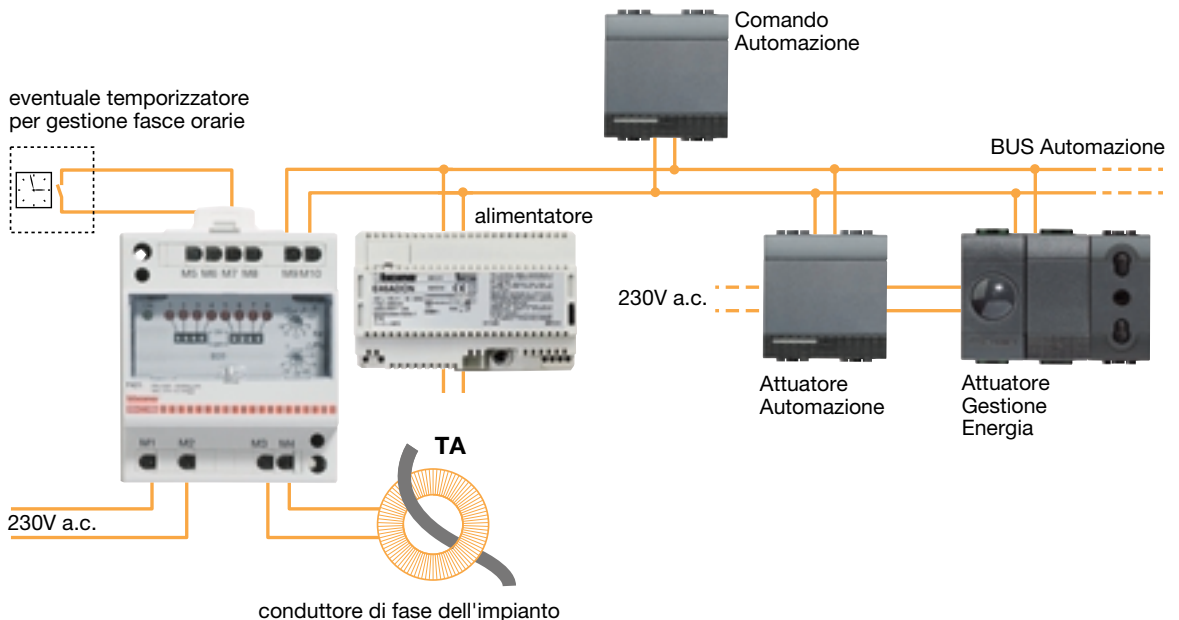 Comando
Automazione
eventuale temporizzatore
per gestione fasce orarie
BUS Automazione
alimentatore
M5 M6 M7 M8 M9 M10
E46ADCN
230V a.c.
Attuatore
Automazione
Attuatore
Gestione
Energia
M1 M2 M3 M4
TA
230V a.c.
conduttore di fase dell'impianto